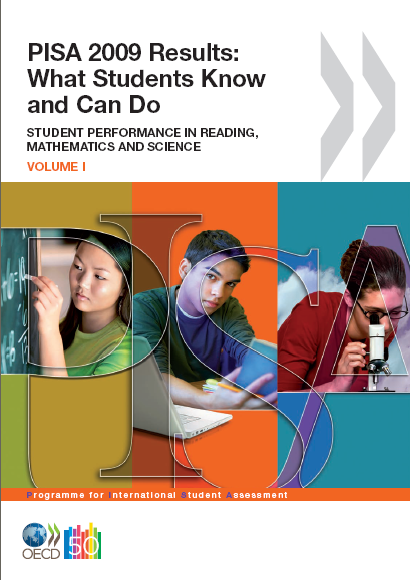 PISA 2009 Results:
What Students Know
and Can Do
STUDENT PERFORMANCE IN READING,
MATHEMATICS AND SCIENCE
VOLUME I
PISA
Programme for International Student Assessment
OECD
50